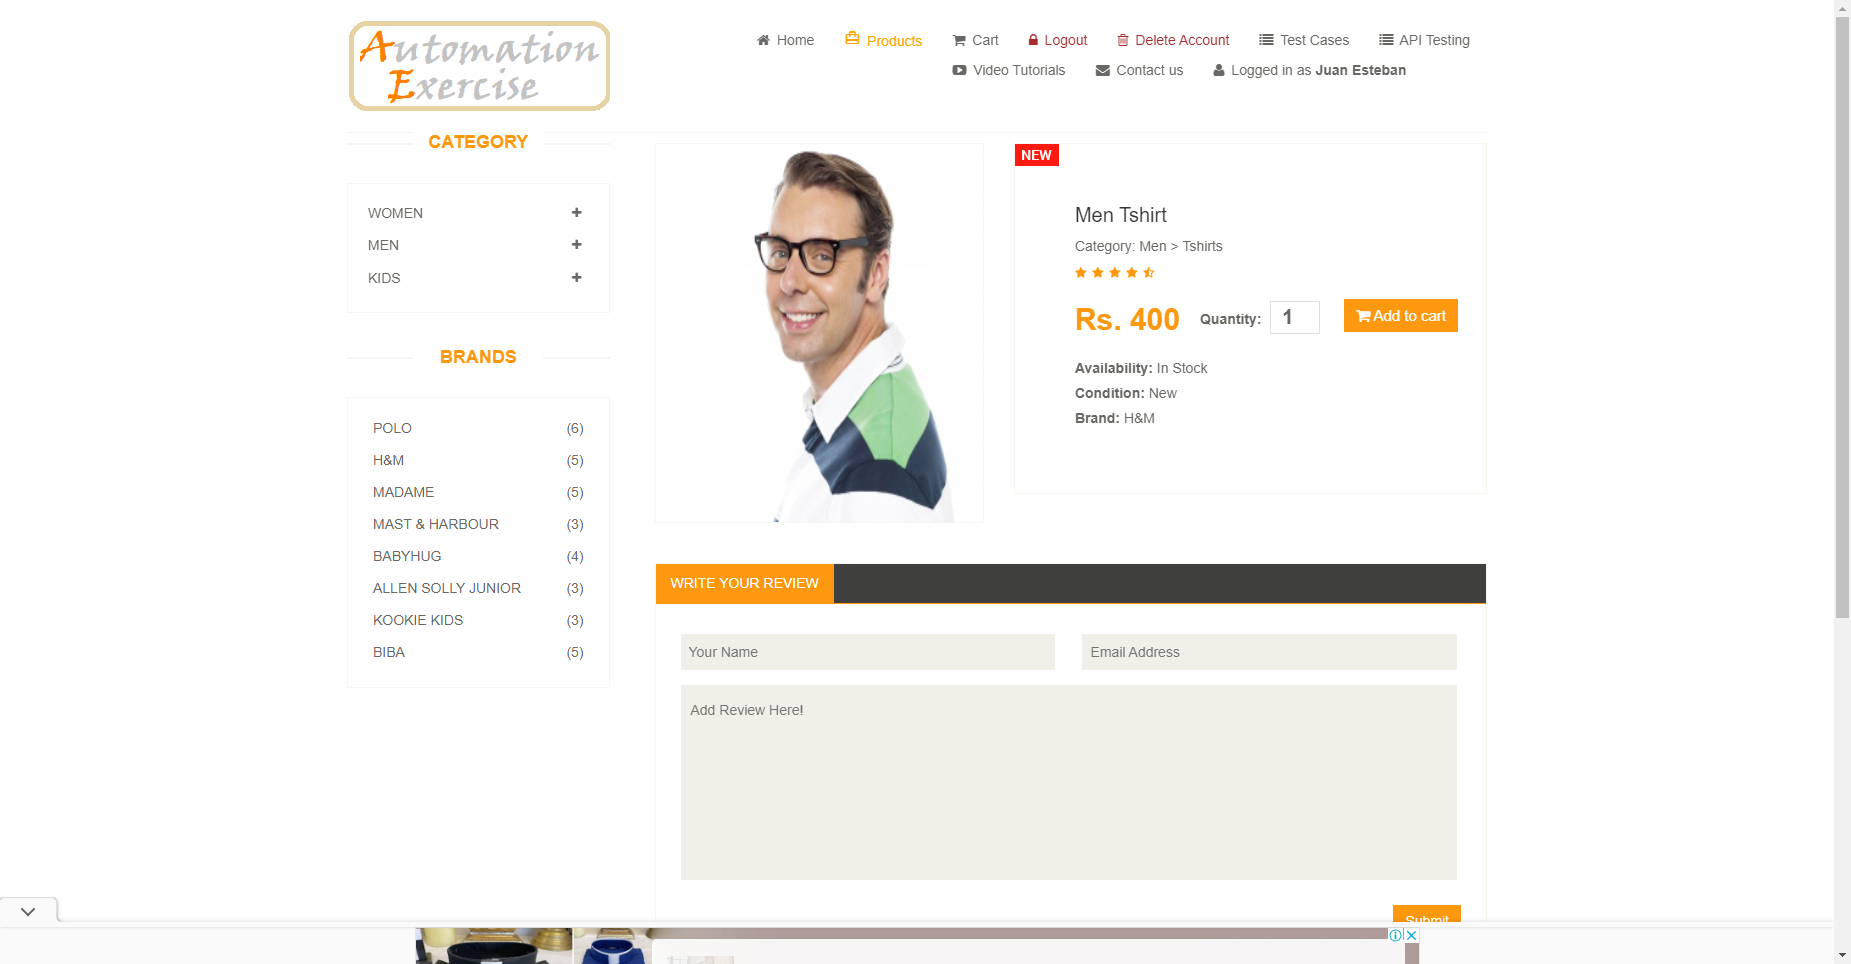 Automation
Exercise
Home Products Cart Logout Delete Account Test Cases API Testing
Video Tutorials Contact us Logged in as Juan Esteban
CATEGORY
WOMEN
MEN
KIDS
BRANDS
POLO (6)
H&M (5)
MADAME (5)
MAST & HARBOUR (3)
BABYHUG (4)
ALLEN SOLLY JUNIOR (3)
KOOKIE KIDS (3)
BIBA (5)
NEW
Men Tshirt
Category: Men > Tshirts
Rs. 400 Quantity: 1 Add to cart
Availability: In Stock
Condition: New
Brand: H&M
WRITE YOUR REVIEW
Your Name Email Address
Add Review Here!
Submit